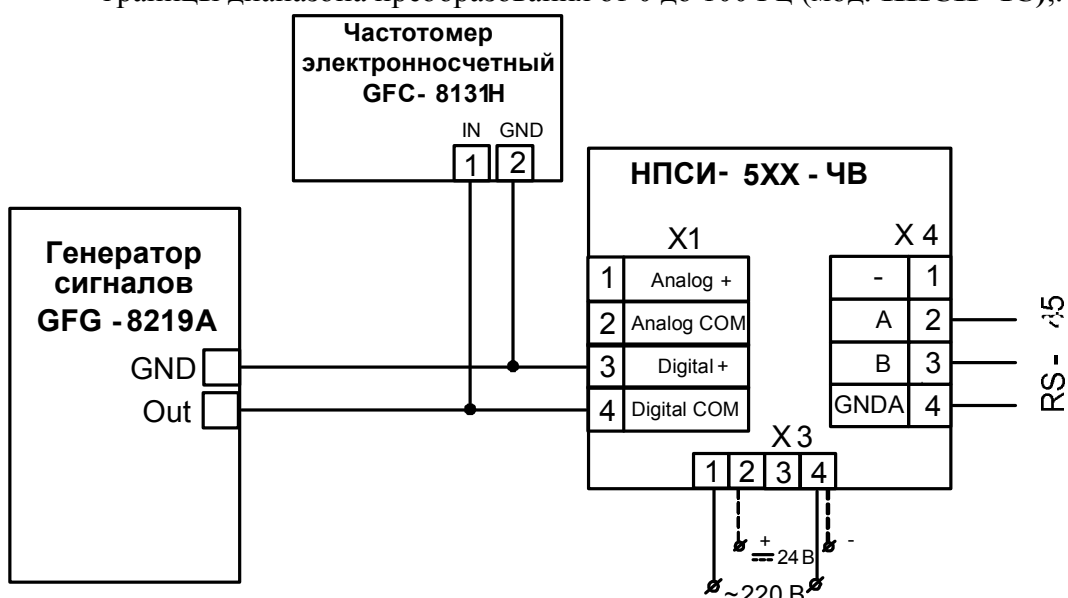 Частотомер
электронносчетный
GFC- 8131H
IN GND
1 2
НПСИ- 5XX - ЧВ
Генератор
сигналов
GFG - 8219A
GND
Out
X1
1 Analog +
2 Analog COM
3 Digital +
4 Digital COM
X 4
- 1
A 2
B 3
GNDA 4
RS-
X 3
1 2 3 4
+ 24 В -
~220 В